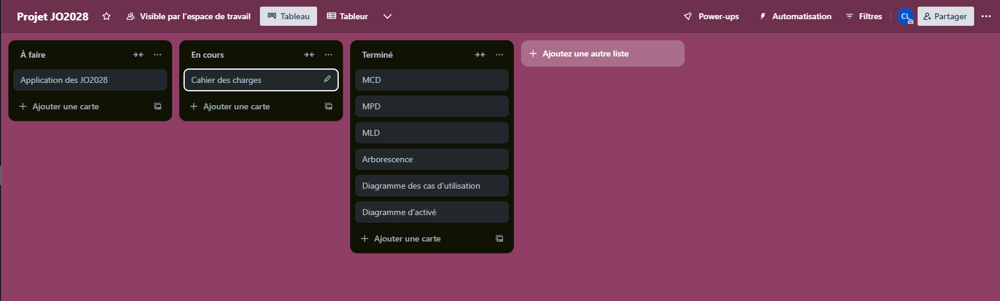 Projet JO2028
Visible par l'espace de travail
Tableau
Tableur
Power-ups
Automatisation
Filtres
CL
Partager
À faire
Application des JO2028
Ajouter une carte
En cours
Cahier des charges
Ajouter une carte
Terminé
MCD
MPD
MLD
Arborescence
Diagramme des cas d'utilisation
Diagramme d'activé
Ajouter une carte
Ajoutez une autre liste